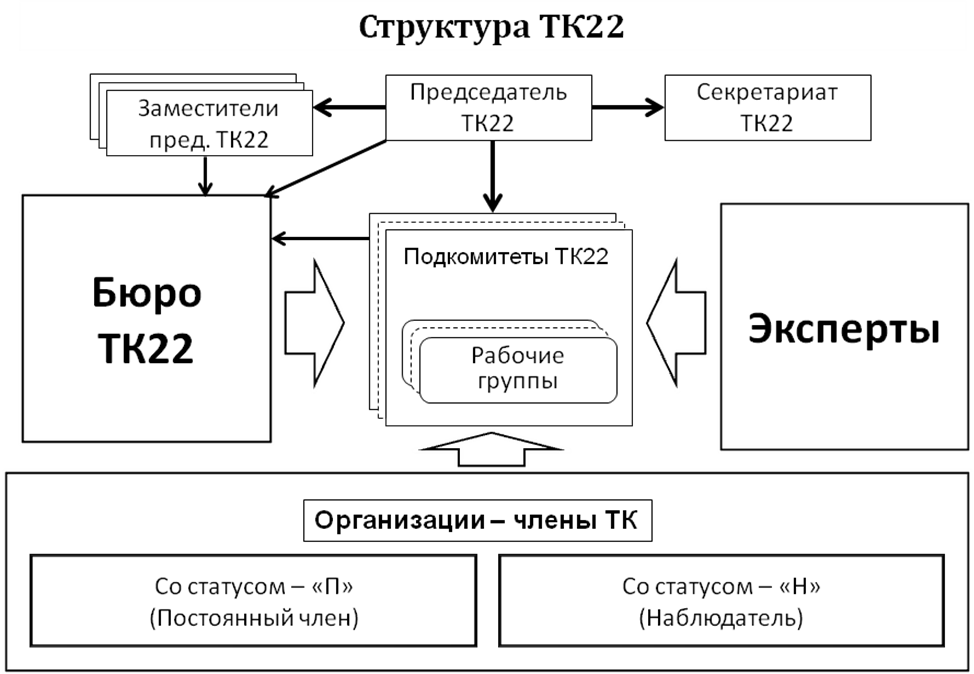 Структура ТК22
Заместители
пред. ТК22
Председатель
ТК22
Секретариат
ТК22
Бюро
ТК22
Подкомитеты ТК22
Рабочие
группы
Эксперты
Организации – члены ТК
Со статусом – «П»
(Постоянный член)
Со статусом – «Н»
(Наблюдатель)